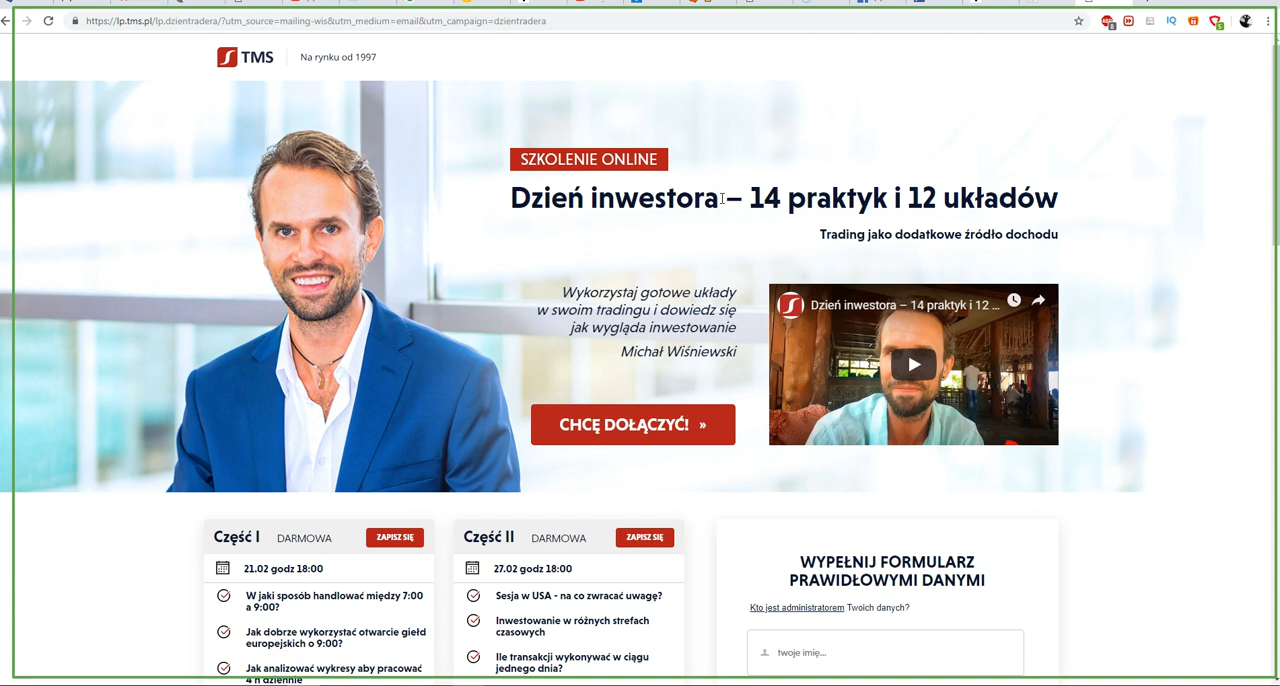 https://lp.tms.pl/lp.dzientradera/?utm_source=mailing-wis&utm_medium=email&utm_campaign=dzientradera
TMS
Na rynku od 1997
SZKOLENIE ONLINE
Dzień inwestora – 14 praktyk i 12 układów
Trading jako dodatkowe źródło dochodu
Wykorzystaj gotowe układy
w swoim tradingu i dowiedz się
jak wygląda inwestowanie
Michał Wiśniewski
CHCĘ DOŁĄCZYĆ! »
Dzień inwestora – 14 praktyk i 12 ...
Część I DARMOWA ZAPISZ SIĘ
21.02 godz 18:00
W jaki sposób handlować między 7:00
a 9:00?
Jak dobrze wykorzystać otwarcie giełd
europejskich o 9:00?
Jak analizować wykresy aby pracować
4 h dziennie
Część II DARMOWA ZAPISZ SIĘ
27.02 godz 18:00
Sesja w USA - na co zwracać uwagę?
Inwestowanie w różnych strefach
czasowych
Ile transakcji wykonywać w ciągu
jednego dnia?
WYPEŁNIJ FORMULARZ
PRAWIDŁOWYMI DANYMI
Kto jest administratorem Twoich danych?
twoje imię...